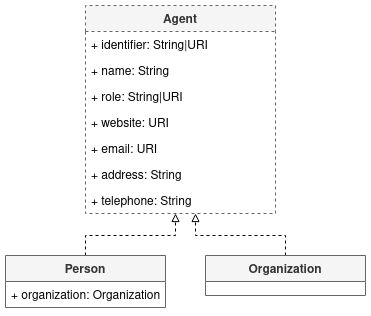 Agent
+ identifier: String|URI
+ name: String
+ role: String|URI
+ website: URI
+ email: URI
+ address: String
+ telephone: String
Person
+ organization: Organization
Organization